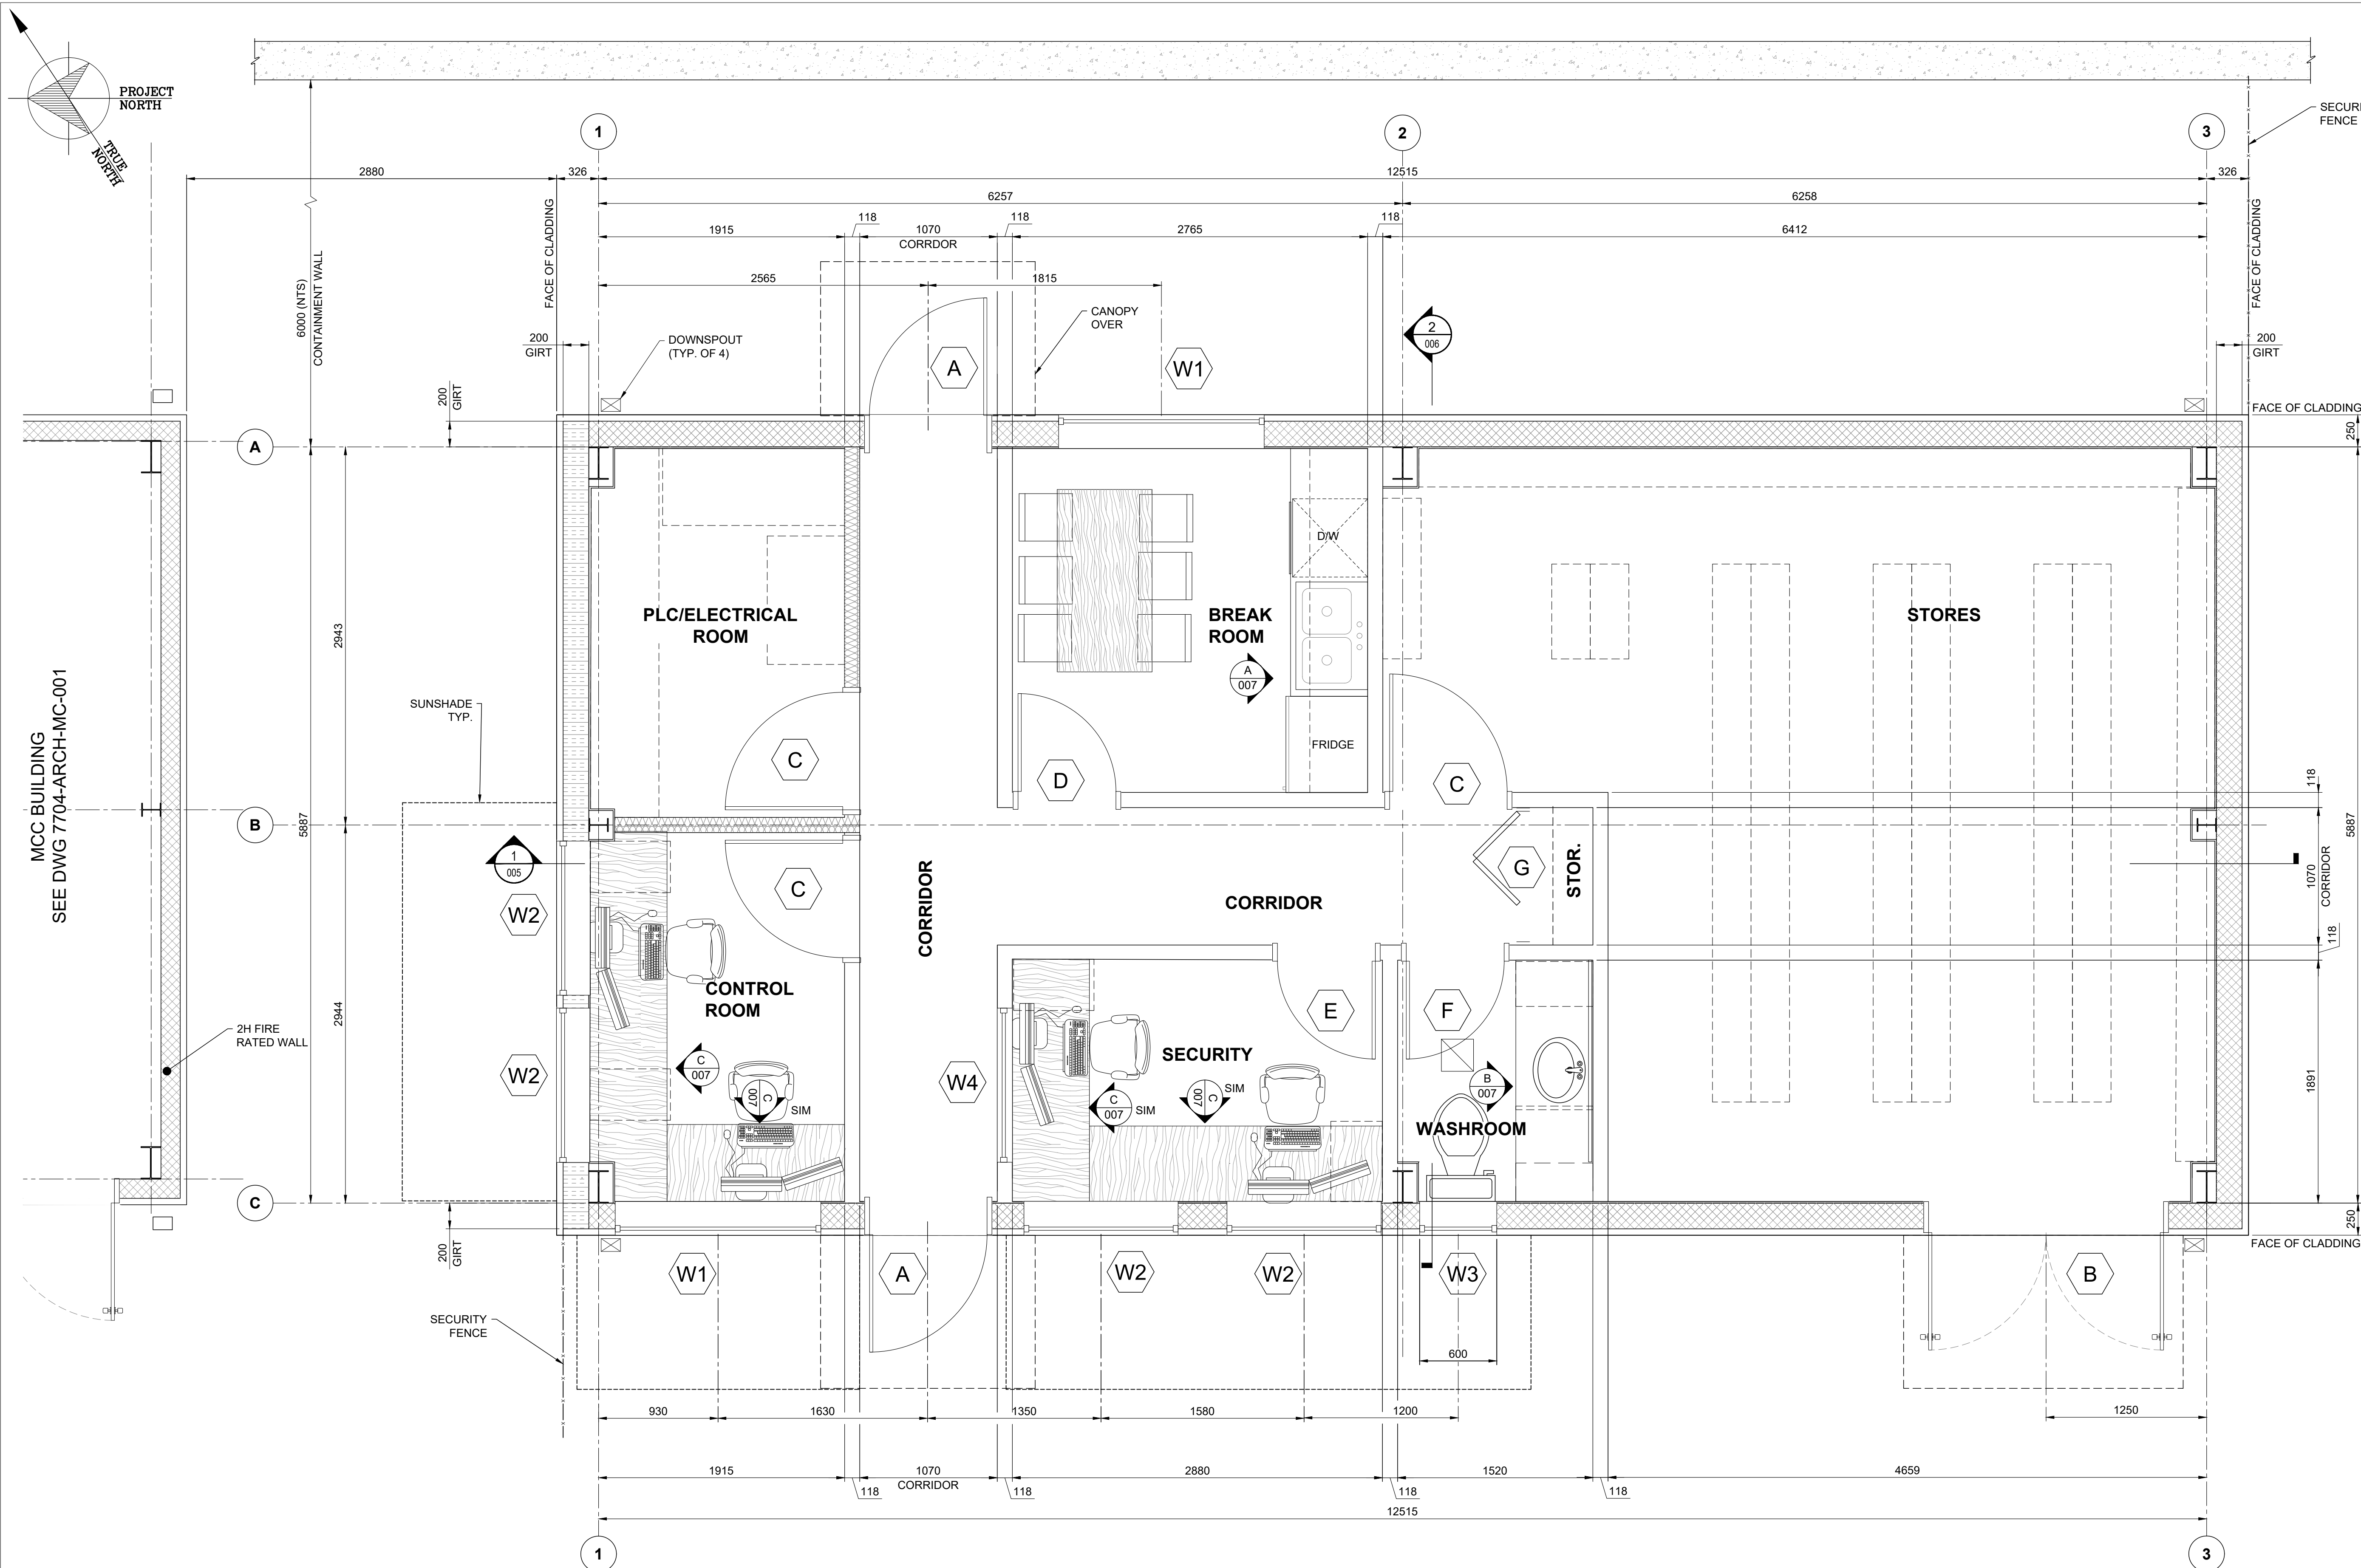 PROJECT
NORTH
TRUE
NORTH
SECURI
FENCE
1
2
3
2880
326
12515
326
6257
6258
118
118
118
1915
1070
CORRDOR
2765
6412
FACE OF CLADDING
FACE OF CLADDING
6000 (NTS)
CONTAINMENT WALL
2565
1815
CANOPY
OVER
2
006
200
GIRT
DOWNSPOUT
(TYP. OF 4)
A
W1
200
GIRT
200
GIRT
FACE OF CLADDING
250
A
D/W
PLC/ELECTRICAL
ROOM
BREAK
ROOM
STORES
2943
A
007
MCC BUILDING
SEE DWG 7704-ARCH-MC-001
SUNSHADE
TYP.
C
D
FRIDGE
C
118
B
5887
5887
1
005
C
G
STOR.
1070
CORRIDOR
CORRIDOR
CORRIDOR
W2
118
CONTROL
ROOM
2944
E
F
2H FIRE
RATED WALL
SECURITY
W2
C
007
W4
B
007
1891
C
007
SIM
C
007
SIM
C
007
SIM
WASHROOM
C
250
200
GIRT
FACE OF CLADDING
W1
A
W2
W2
W3
B
SECURITY
FENCE
600
930
1630
1350
1580
1200
1250
1915
1070
CORRIDOR
2880
1520
4659
118
118
118
118
12515
1
3